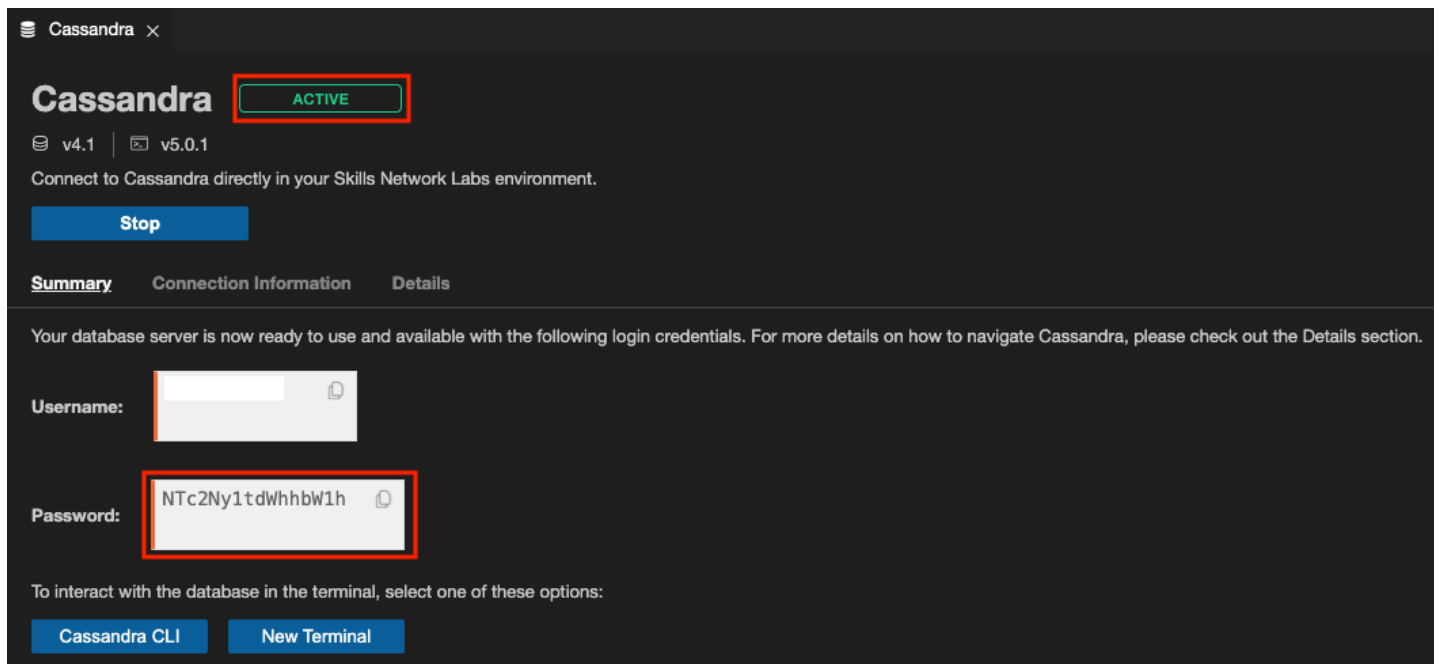 Cassandra
Cassandra ACTIVE
v4.1 v5.0.1
Connect to Cassandra directly in your Skills Network Labs environment.
Stop
Summary Connection Information Details
Your database server is now ready to use and available with the following login credentials. For more details on how to navigate Cassandra, please check out the Details section.
Username:
NTc2Ny1tdWhhbW1h
Password:
To interact with the database in the terminal, select one of these options:
Cassandra CLI New Terminal